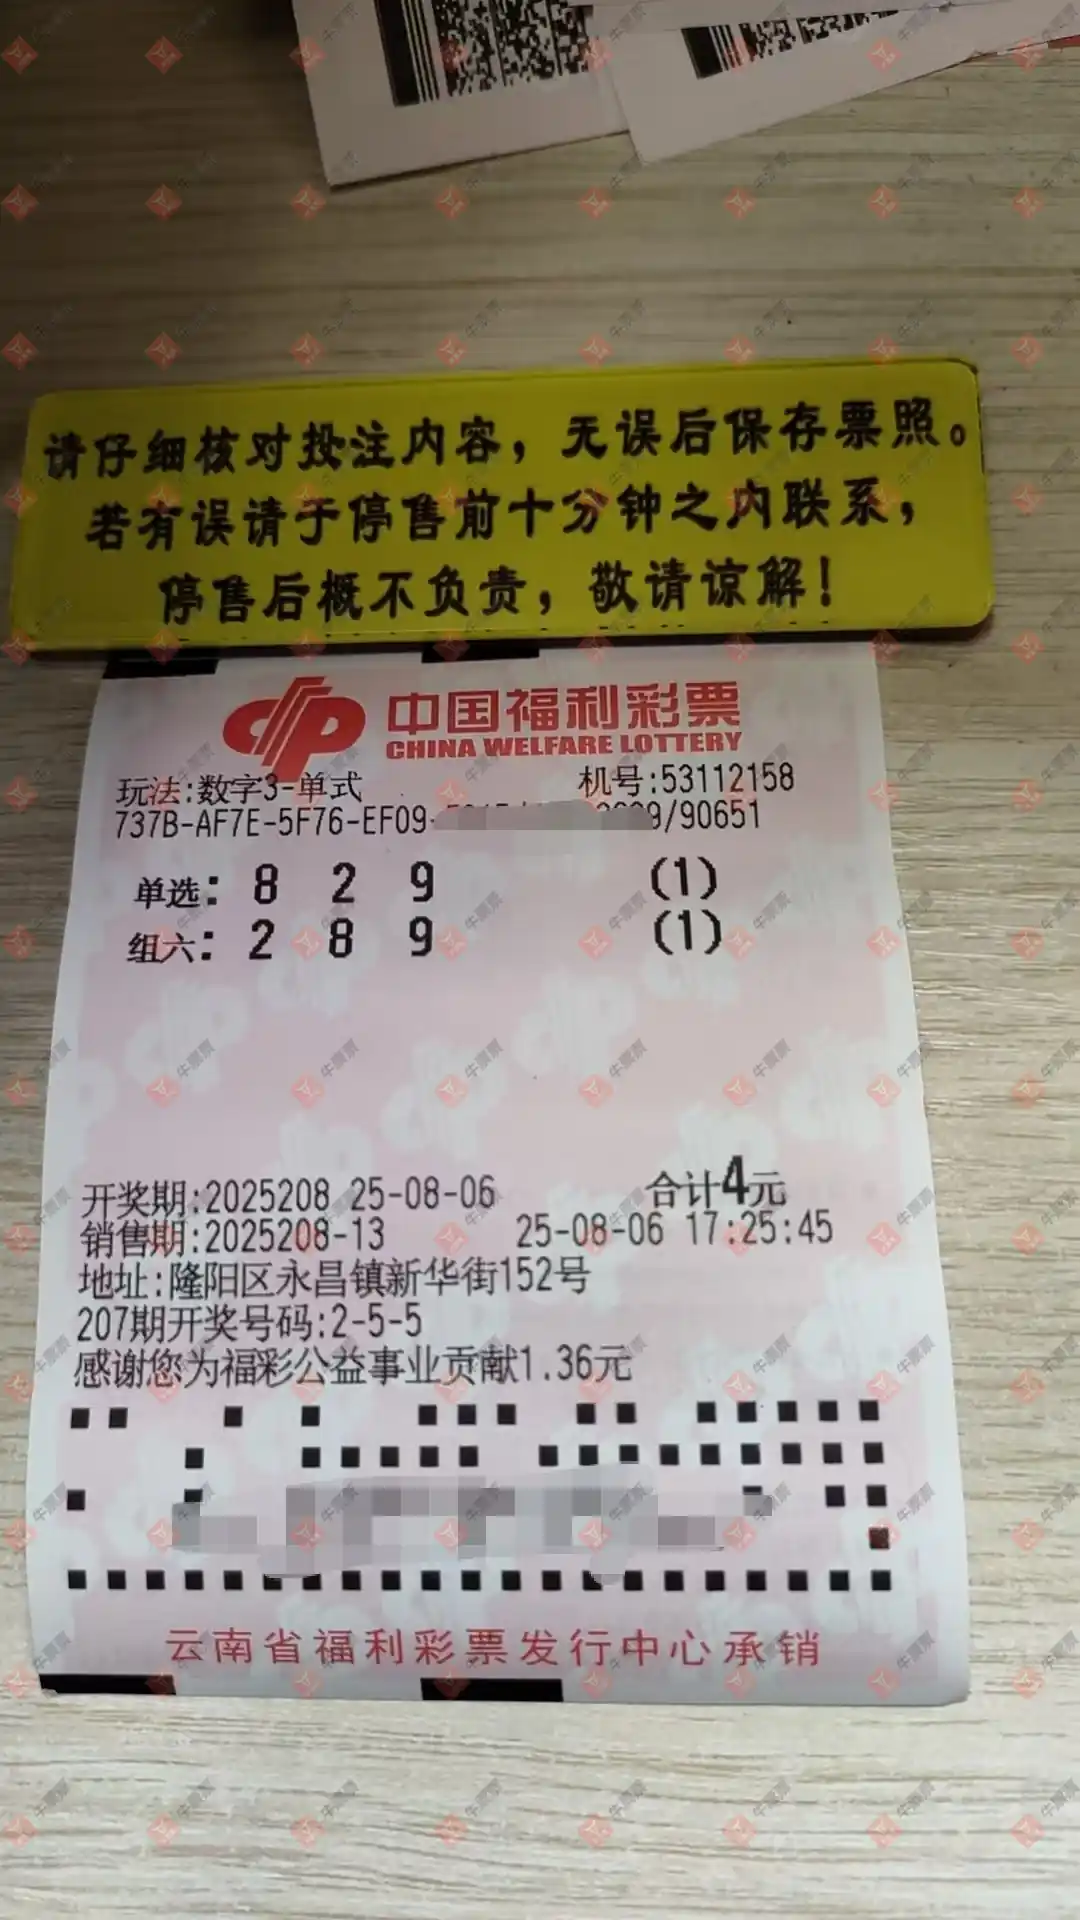 请仔细核对投注内容，无误后保存票照。
若有误请于停售前十分钟之内联系，
停售后概不负责，敬请谅解！
中国福利彩票
CHINA WELFARE LOTTERY
玩法:数字3-单式 机号:53112158
737B-AF7E-5F76-EF09- 9/90651
单选: 8 2 9 (1)
组六: 2 8 9 (1)
开奖期:2025208 25-08-06 合计4元
销售期:2025208-13 25-08-06 17:25:45
地址:隆阳区永昌镇新华街152号
207期开奖号码:2-5-5
感谢您为福彩公益事业贡献1.36元
云南省福利彩票发行中心承销
牛票票